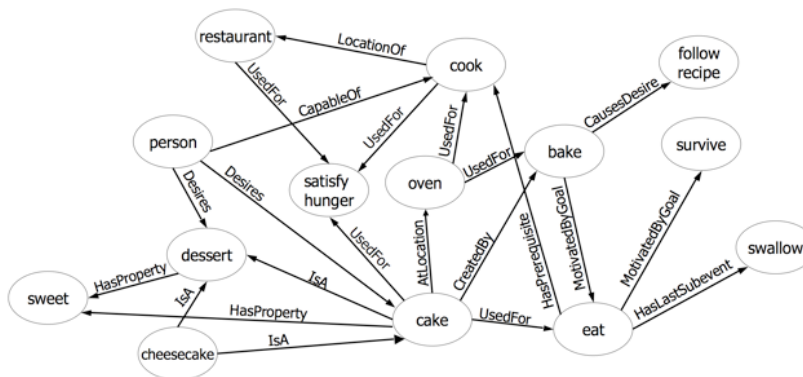 restaurant
LocationOf
cook
follow
recipe
UsedFor
CapableOf
UsedFor
UsedFor
CausesDesire
person
bake
survive
Desires
Desires
satisfy
hunger
oven
UsedFor
dessert
UsedFor
AtLocation
CreatedBy
HasPrerequisite
MotivatedByGoal
MotivatedByGoal
swallow
HasProperty
IsA
HasLastSubevent
sweet
IsA
HasProperty
cake
UsedFor
eat
cheesecake
IsA